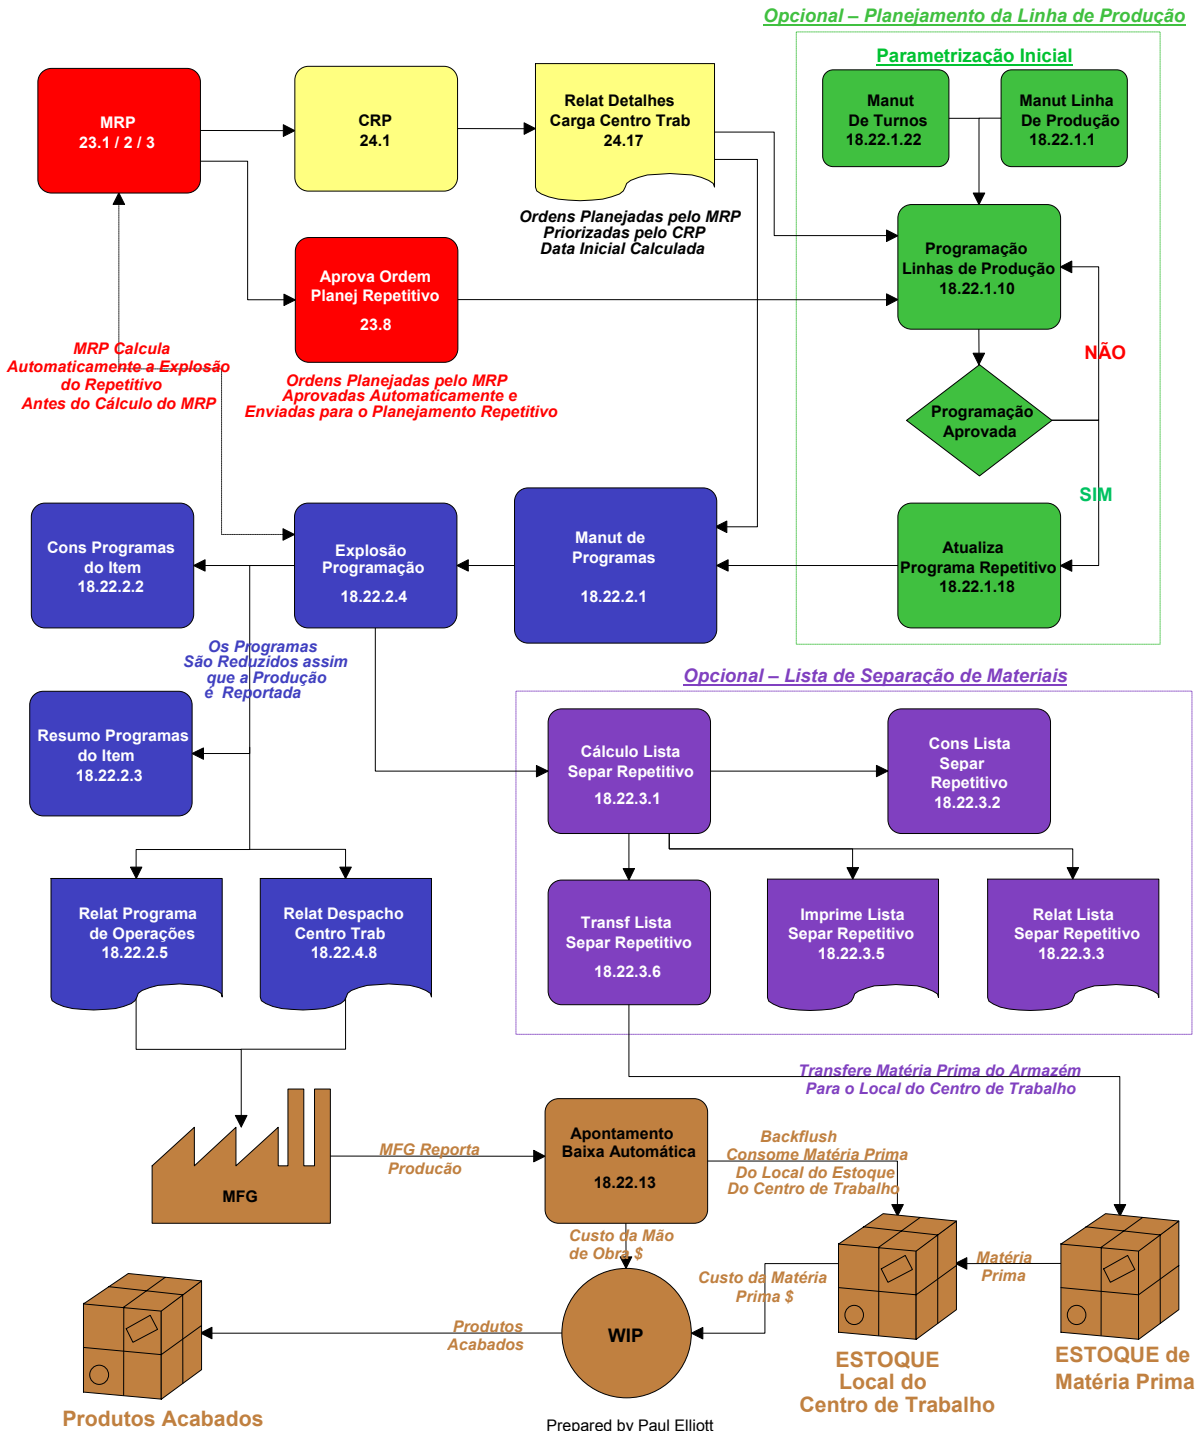 Opcional – Planejamento da Linha de Produção
Parametrização Inicial
MRP
23.1 / 2 / 3
CRP
24.1
Relat Detalhes
Carga Centro Trab
24.17
Manut
De Turnos
18.22.1.22
Manut Linha
De Produção
18.22.1.1
Ordens Planejadas pelo MRP
Priorizadas pelo CRP
Data Inicial Calculada
Programação
Linhas de Produção
18.22.1.10
Aprova Ordem
Planej Repetitivo
23.8
MRP Calcula
Automaticamente a Explosão
do Repetitivo
Antes do Cálculo do MRP
Ordens Planejadas pelo MRP
Aprovadas Automaticamente e
Enviadas para o Planejamento Repetitivo
NÃO
Programação
Aprovada
SIM
Cons Programas
do Item
18.22.2.2
Explosão
Programação
18.22.2.4
Manut de
Programas
18.22.2.1
Atualiza
Programa Repetitivo
18.22.1.18
Os Programas
São Reduzidos assim
que a Produção
é Reportada
Opcional – Lista de Separação de Materiais
Resumo Programas
do Item
18.22.2.3
Cálculo Lista
Separ Repetitivo
18.22.3.1
Cons Lista
Separ
Repetitivo
18.22.3.2
Relat Programa
de Operações
18.22.2.5
Relat Despacho
Centro Trab
18.22.4.8
Transf Lista
Separ Repetitivo
18.22.3.6
Imprime Lista
Separ Repetitivo
18.22.3.5
Relat Lista
Separ Repetitivo
18.22.3.3
Transfere Matéria Prima do Armazém
Para o Local do Centro de Trabalho
MFG
MFG Reporta
Producão
Apontamento
Baixa Automática
18.22.13
Backflush
Consome Matéria Prima
Do Local do Estoque
Do Centro de Trabalho
Custo da Mão
de Obra $
Custo da Matéria
Prima $
Matéria
Prima
WIP
Produtos
Acabados
ESTOQUE
Local do
Centro de Trabalho
ESTOQUE de
Matéria Prima
Produtos Acabados
Prepared by Paul Elliott